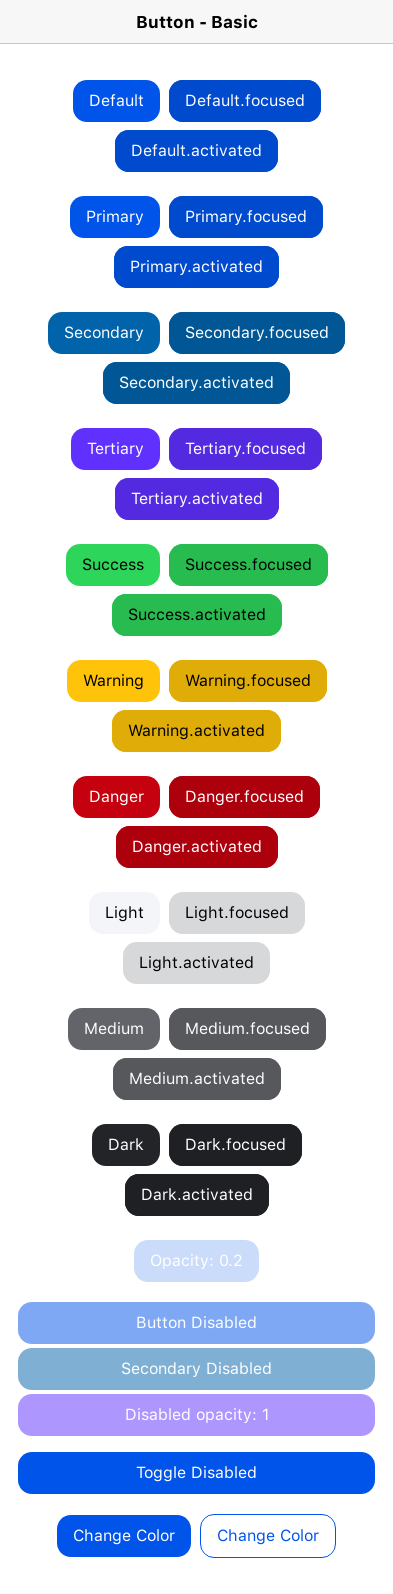 Button - Basic
Default Default.focused
Default.activated
Primary Primary.focused
Primary.activated
Secondary Secondary.focused
Secondary.activated
Tertiary Tertiary.focused
Tertiary.activated
Success Success.focused
Success.activated
Warning Warning.focused
Warning.activated
Danger Danger.focused
Danger.activated
Light Light.focused
Light.activated
Medium Medium.focused
Medium.activated
Dark Dark.focused
Dark.activated
Opacity: 0.2
Button Disabled
Secondary Disabled
Disabled opacity: 1
Toggle Disabled
Change Color Change Color